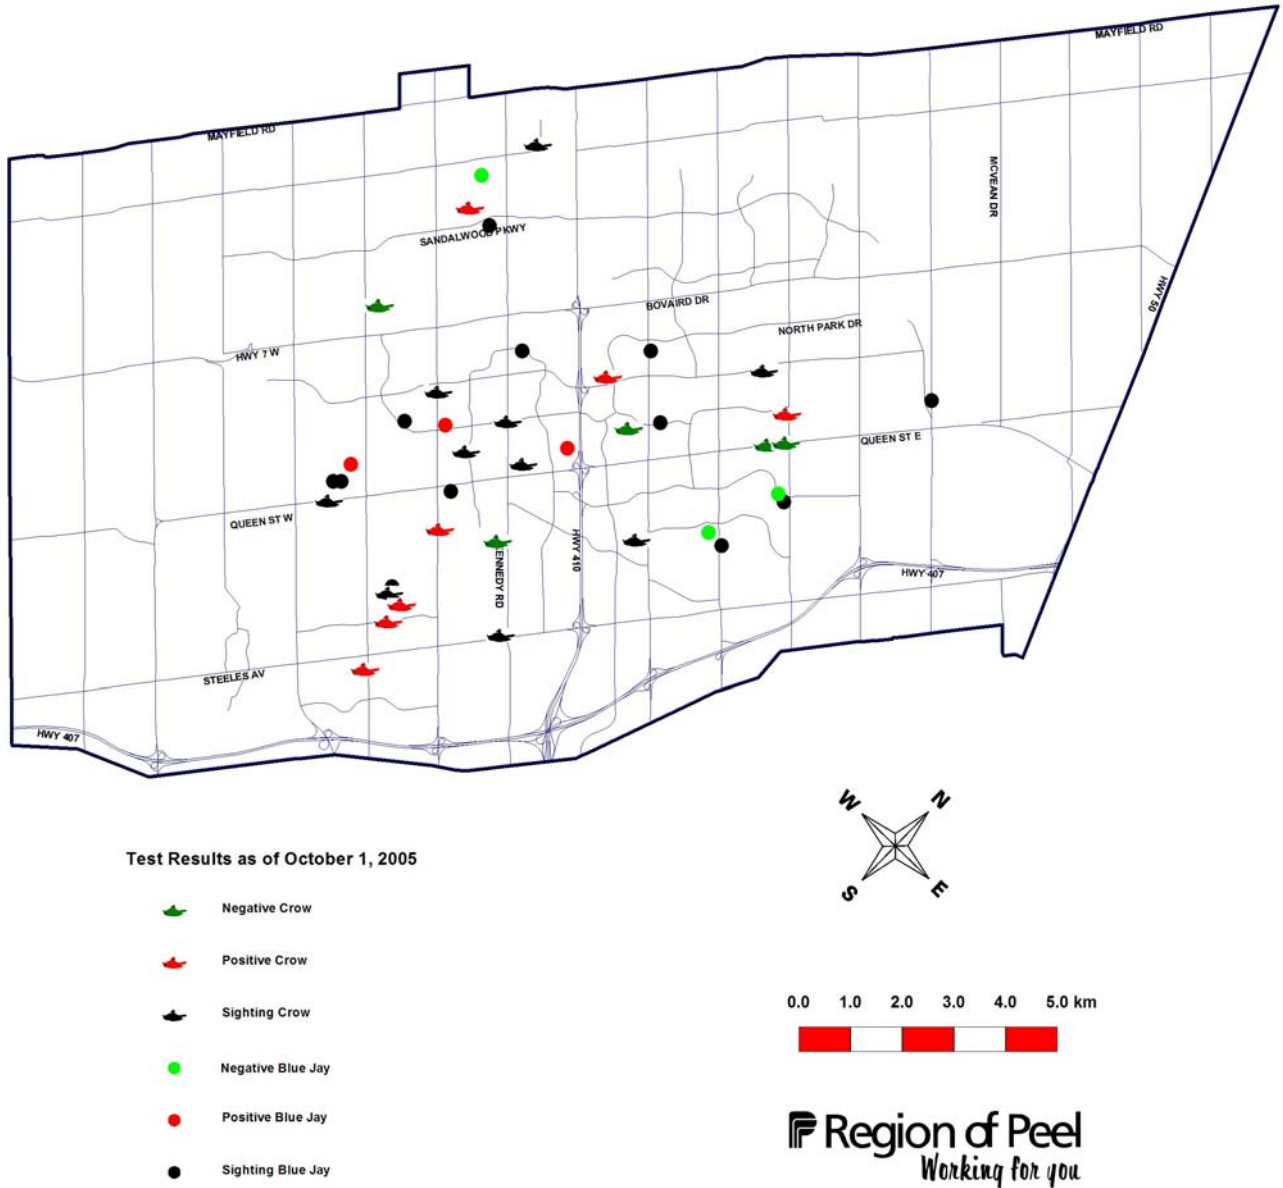 MAYFIELD RD
MAYFIELD RD
MCVEAN DR
SANDALWOOD PKWY
HWY 50
BOVAIRD DR
NORTH PARK DR
HWY 7 W
QUEEN ST E
QUEEN ST W
HWY 410
ENNEDY RD
HWY 407
STEELES AV
HWY 407
W N
S E
Test Results as of October 1, 2005
Negative Crow
Positive Crow
Sighting Crow
Negative Blue Jay
Positive Blue Jay
Sighting Blue Jay
0.0 1.0 2.0 3.0 4.0 5.0 km
Region of Peel
Working for you